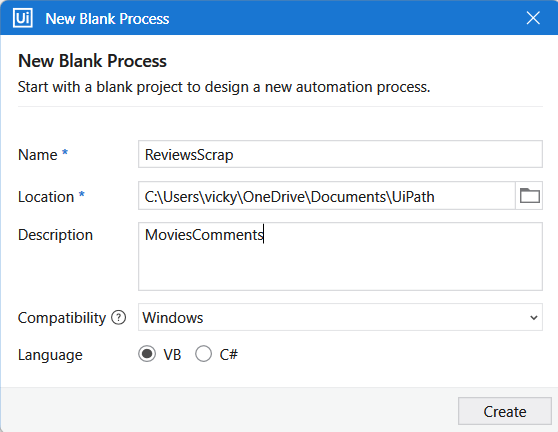 Ui New Blank Process
New Blank Process
Start with a blank project to design a new automation process.
Name * ReviewsScrap
Location * C:\Users\vicky\OneDrive\Documents\UiPath
Description MoviesComments
Compatibility ? Windows
Language VB C#
Create